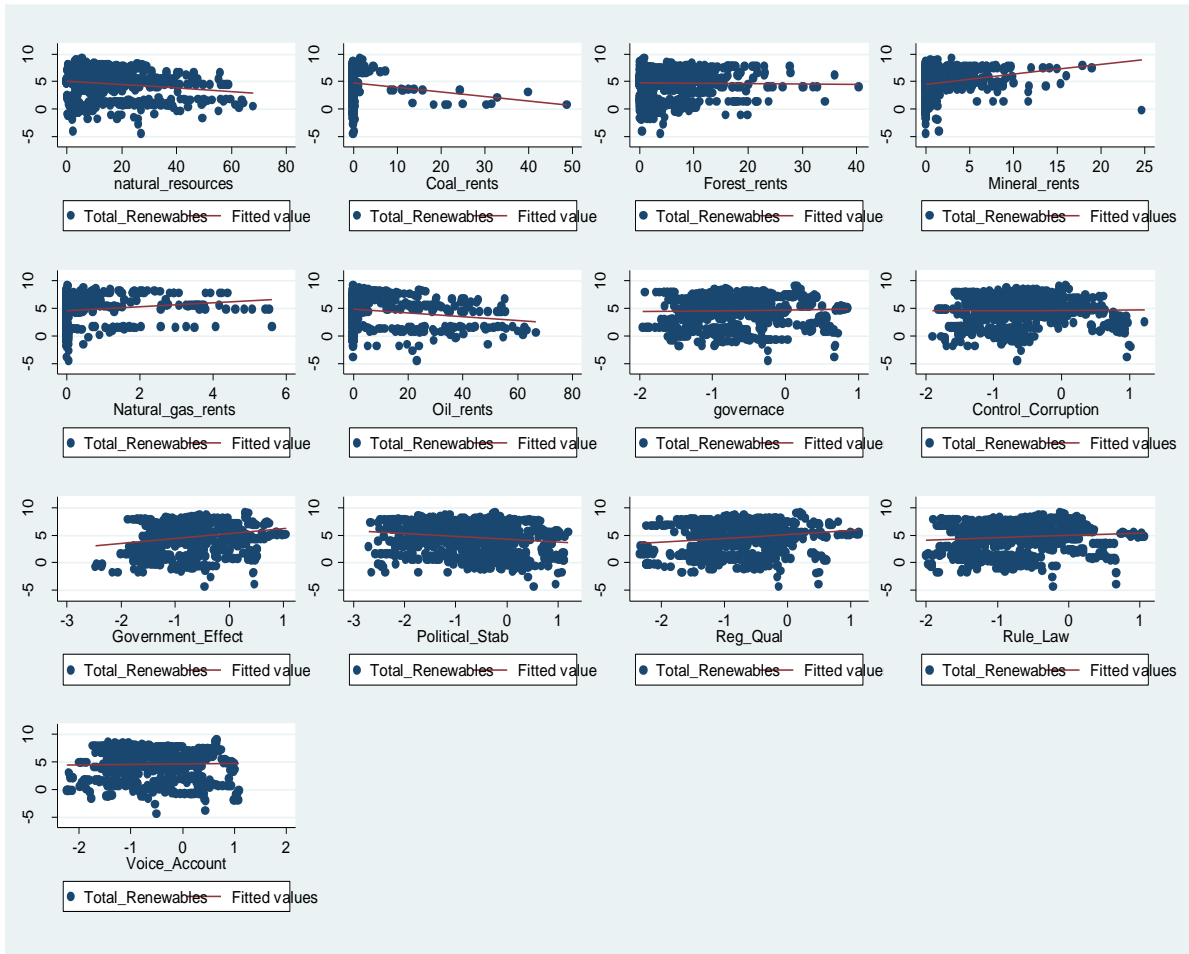 -5 0 5 10
0 20 40 60 80
natural_resources
Total_Renewables Fitted value
-5 0 5 10
0 10 20 30 40 50
Coal_rents
Total_Renewables Fitted value
-5 0 5 10
0 10 20 30 40
Forest_rents
Total_Renewables Fitted value
-5 0 5 10
0 5 10 15 20 25
Mineral_rents
Total_Renewables Fitted values
-5 0 5 10
0 2 4 6
Natural_gas_rents
Total_Renewables Fitted value
-5 0 5 10
0 20 40 60 80
Oil_rents
Total_Renewables Fitted value
-5 0 5 10
-2 -1 0 1
governace
Total_Renewables Fitted value
-5 0 5 10
-2 -1 0 1
Control_Corruption
Total_Renewables Fitted values
-5 0 5 10
-3 -2 -1 0 1
Government_Effect
Total_Renewables Fitted value
-5 0 5 10
-3 -2 -1 0 1
Political_Stab
Total_Renewables Fitted value
-5 0 5 10
-2 -1 0 1
Reg_Qual
Total_Renewables Fitted value
-5 0 5 10
-2 -1 0 1
Rule_Law
Total_Renewables Fitted values
-5 0 5 10
-2 -1 0 1 2
Voice_Account
Total_Renewables Fitted values